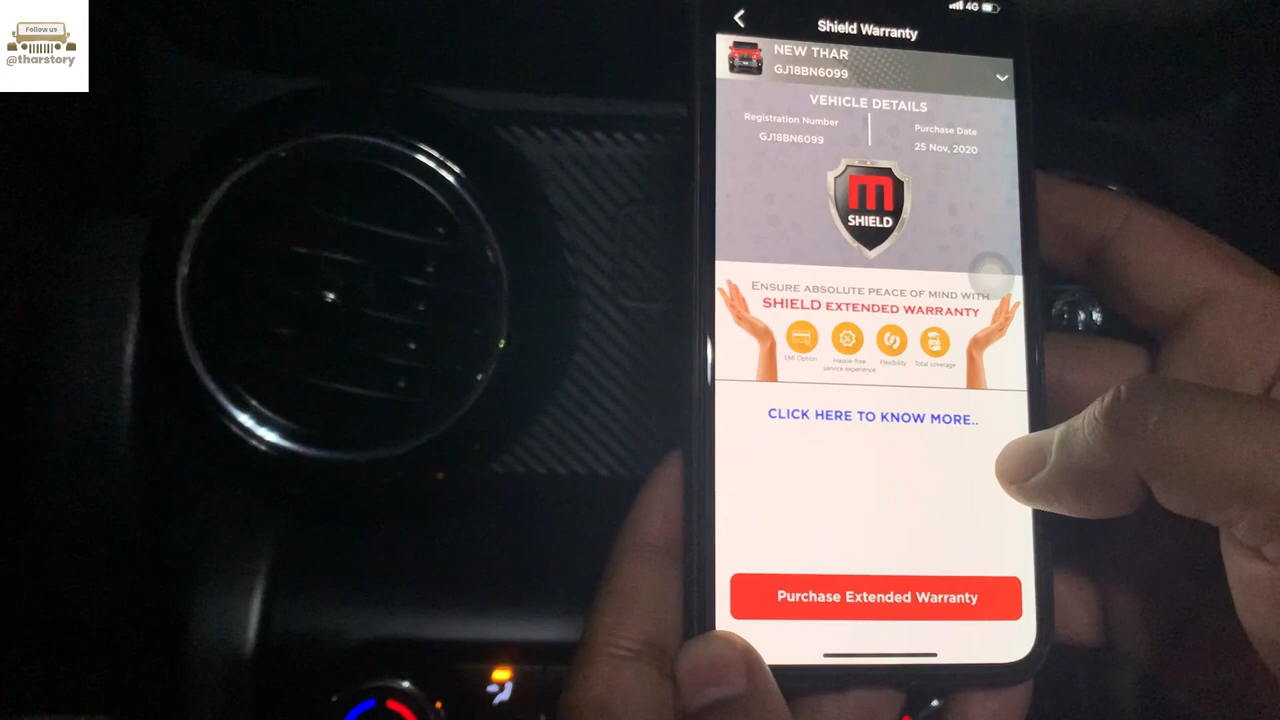 Follow us
@tharstory
4G
Shield Warranty
NEW THAR
GJ18BN6099
VEHICLE DETAILS
Registration Number
GJ18BN6099
Purchase Date
25 Nov, 2020
m
SHIELD
ENSURE ABSOLUTE PEACE OF MIND WITH
SHIELD EXTENDED WARRANTY
EMI Option
Hassle-free
service experience
Flexibility
Total coverage
CLICK HERE TO KNOW MORE..
Purchase Extended Warranty